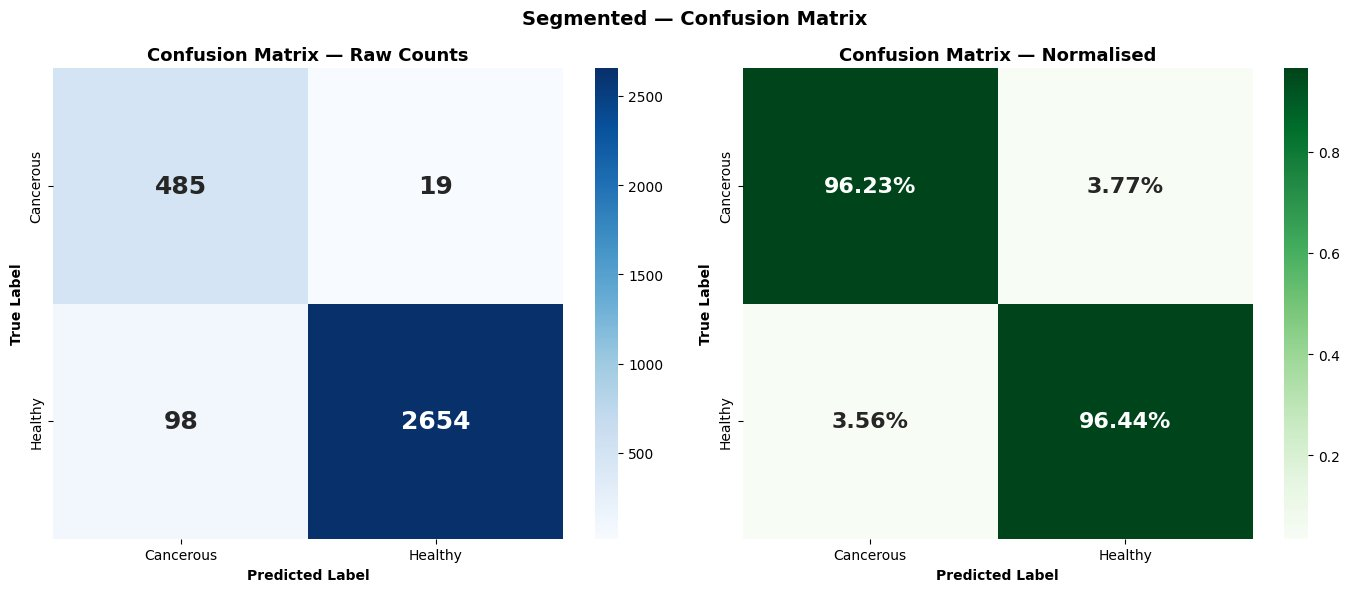 Segmented — Confusion Matrix
Confusion Matrix — Raw Counts
True Label
Cancerous
Healthy
485
19
98
2654
Cancerous
Healthy
Predicted Label
2500
2000
1500
1000
500
Confusion Matrix — Normalised
True Label
Cancerous
Healthy
96.23%
3.77%
3.56%
96.44%
Cancerous
Healthy
Predicted Label
0.8
0.6
0.4
0.2